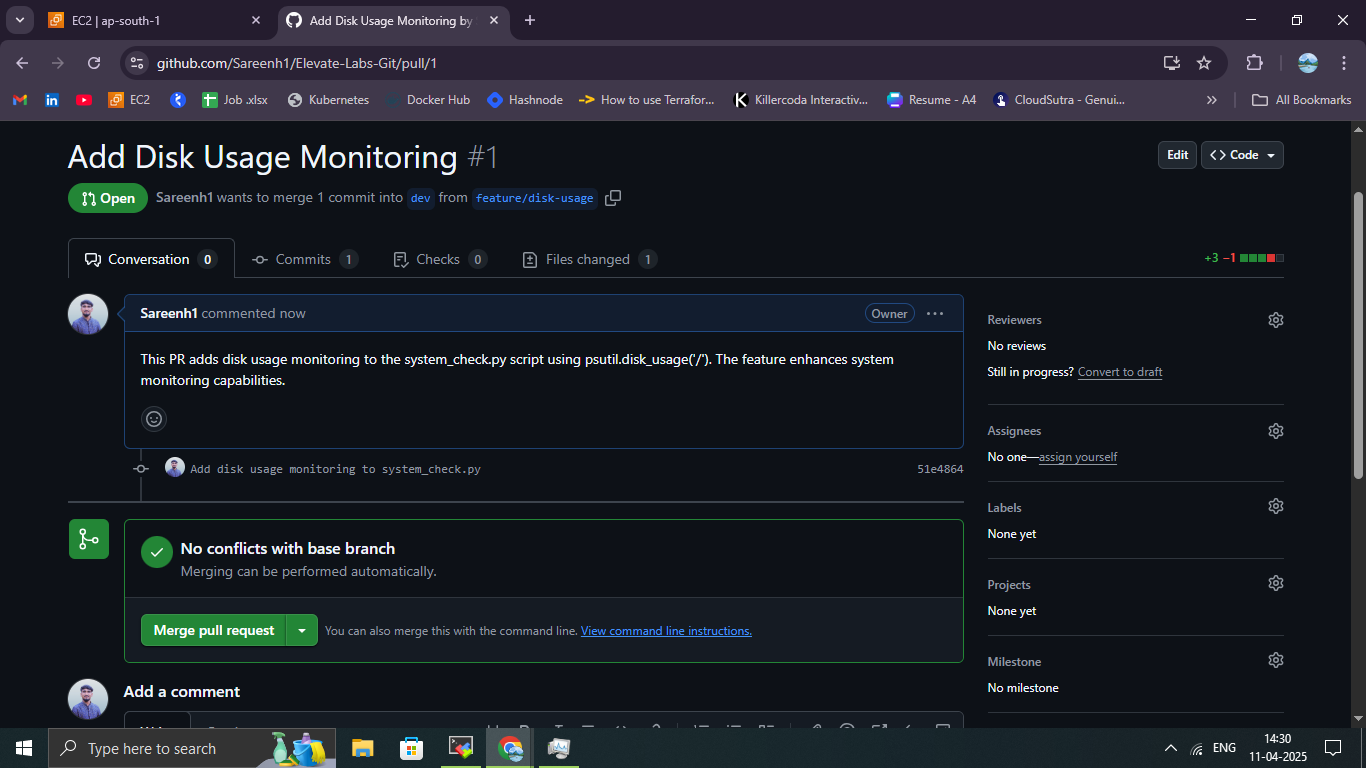 EC2 | ap-south-1
Add Disk Usage Monitoring by
github.com/Sareenh1/Elevate-Labs-Git/pull/1
EC2
Job .xlsx
Kubernetes
Docker Hub
Hashnode
How to use Terrafor...
Killercoda Interactiv...
Resume - A4
CloudSutra - Genui...
All Bookmarks
Add Disk Usage Monitoring #1
Edit
Code
Open
Sareenh1 wants to merge 1 commit into dev from feature/disk-usage
Conversation 0
Commits 1
Checks 0
Files changed 1
+3 −1
Sareenh1 commented now
Owner
This PR adds disk usage monitoring to the system_check.py script using psutil.disk_usage('/'). The feature enhances system
monitoring capabilities.
Add disk usage monitoring to system_check.py
51e4864
No conflicts with base branch
Merging can be performed automatically.
Merge pull request
You can also merge this with the command line. View command line instructions.
Add a comment
Reviewers
No reviews
Still in progress? Convert to draft
Assignees
No one—assign yourself
Labels
None yet
Projects
None yet
Milestone
No milestone
Type here to search
ENG
14:30
11-04-2025